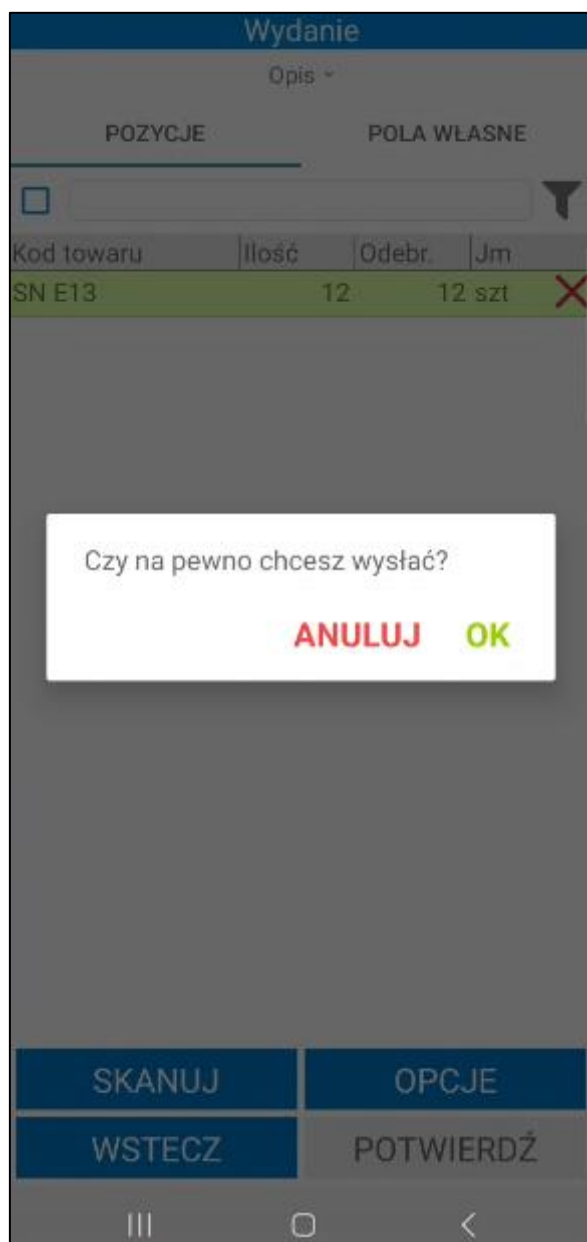 Wydanie
Opis
POZYCJE POLA WŁASNE
Kod towaru Ilość Odebr. Jm
SN E13 12 12 szt
Czy na pewno chcesz wysłać?
ANULUJ OK
SKANUJ OPCJE
WSTECZ POTWIERDŹ